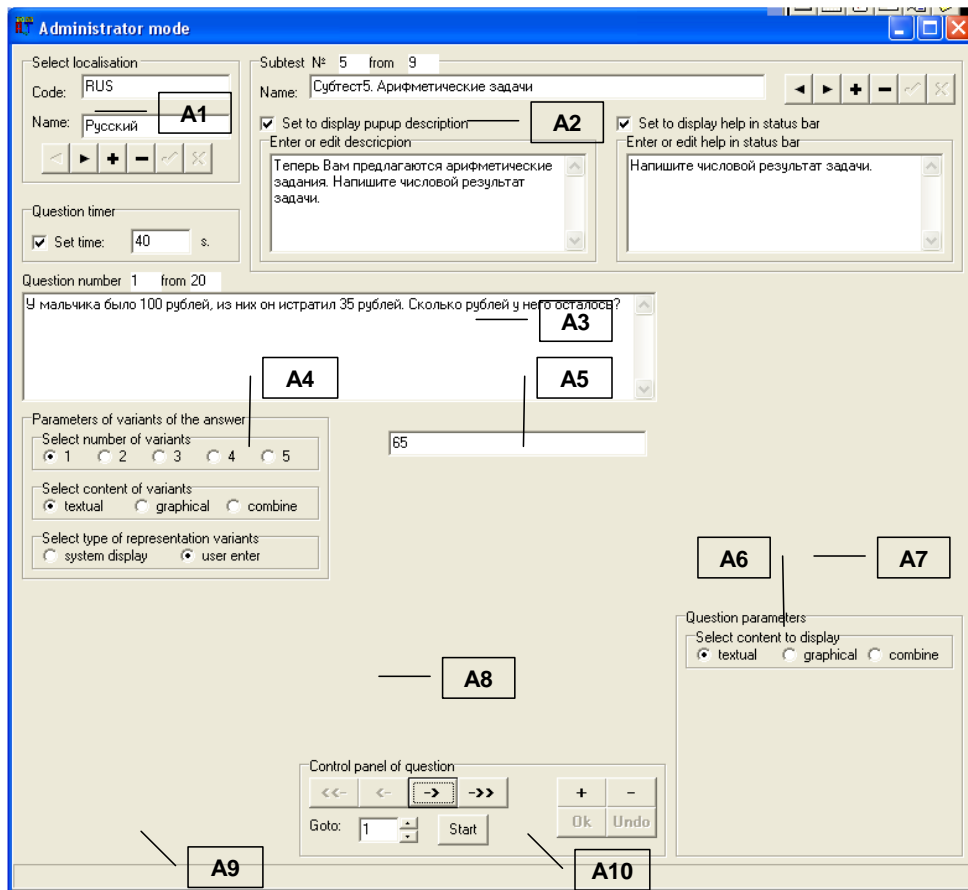 Administrator mode
Select localisation
Code: RUS
Name: Русский
A1
Subtest № 5 from 9
Name: Субтест5. Арифметические задачи
Set to display pupup description
A2
Set to display help in status bar
Enter or edit descricpion
Теперь Вам предлагаются арифметические
задания. Напишите числовой результат
задачи.
Enter or edit help in status bar
Напишите числовой результат задачи.
Question timer
Set time: 40 s.
Question number 1 from 20
У мальчика было 100 рублей, из них он истратил 35 рублей. Сколько рублей у него осталось?
A3
A4
A5
Parameters of variants of the answer
Select number of variants
1 2 3 4 5
65
Select content of variants
textual graphical combine
Select type of representation variants
system display user enter
A6
A7
Question parameters
Select content to display
textual graphical combine
A8
Control panel of question
<<- <- -> ->> + -
Goto: 1 Start Ok Undo
A9
A10